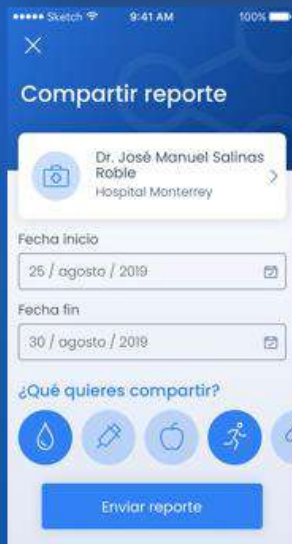 Sketch 9:41 AM 100%
Compartir reporte
Dr. José Manuel Salinas
Roble
Hospital Monterrey
Fecha inicio
25 / agosto / 2019
Fecha fin
30 / agosto / 2019
¿Qué quieres compartir?
Enviar reporte